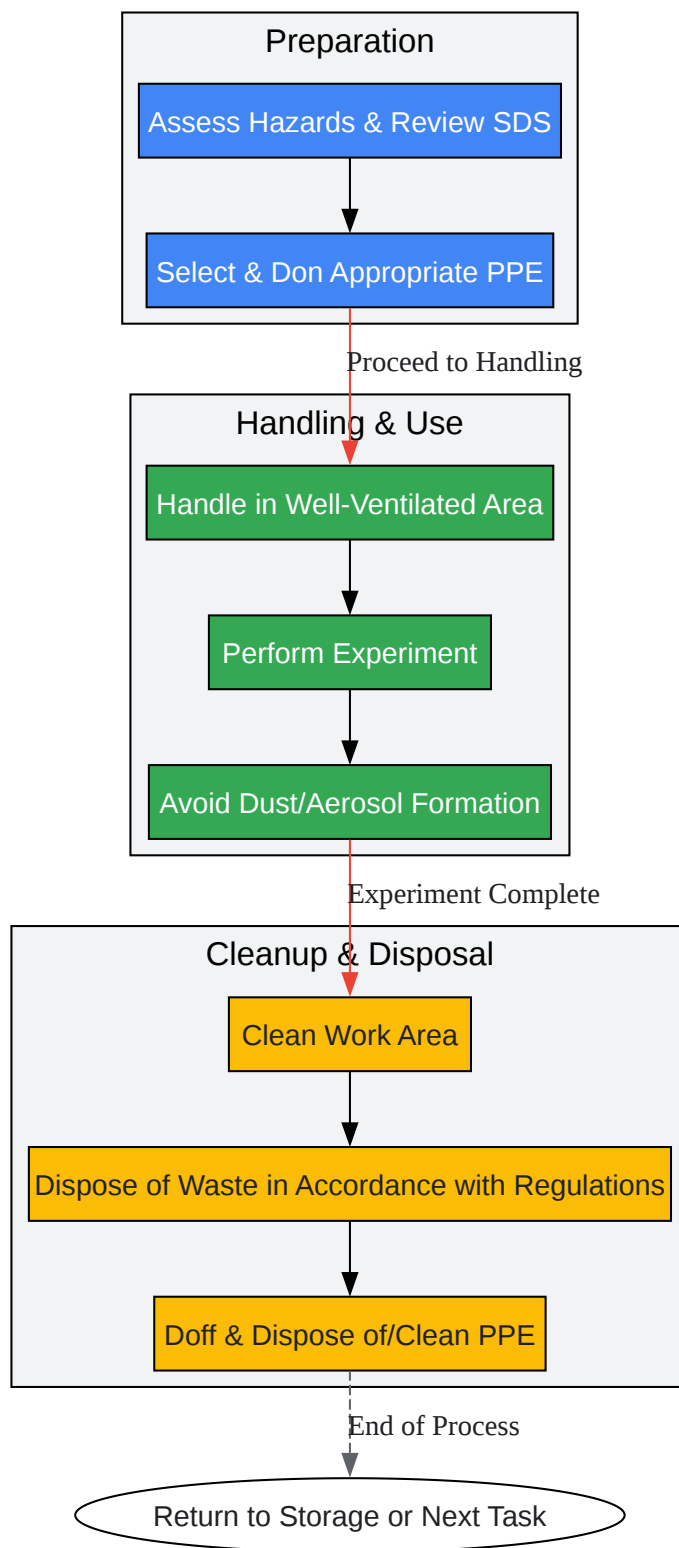 Preparation
Assess Hazards & Review SDS
Select & Don Appropriate PPE
Proceed to Handling
Handling & Use
Handle in Well-Ventilated Area
Perform Experiment
Avoid Dust/Aerosol Formation
Experiment Complete
Cleanup & Disposal
Clean Work Area
Dispose of Waste in Accordance with Regulations
Doff & Dispose of/Clean PPE
End of Process
Return to Storage or Next Task